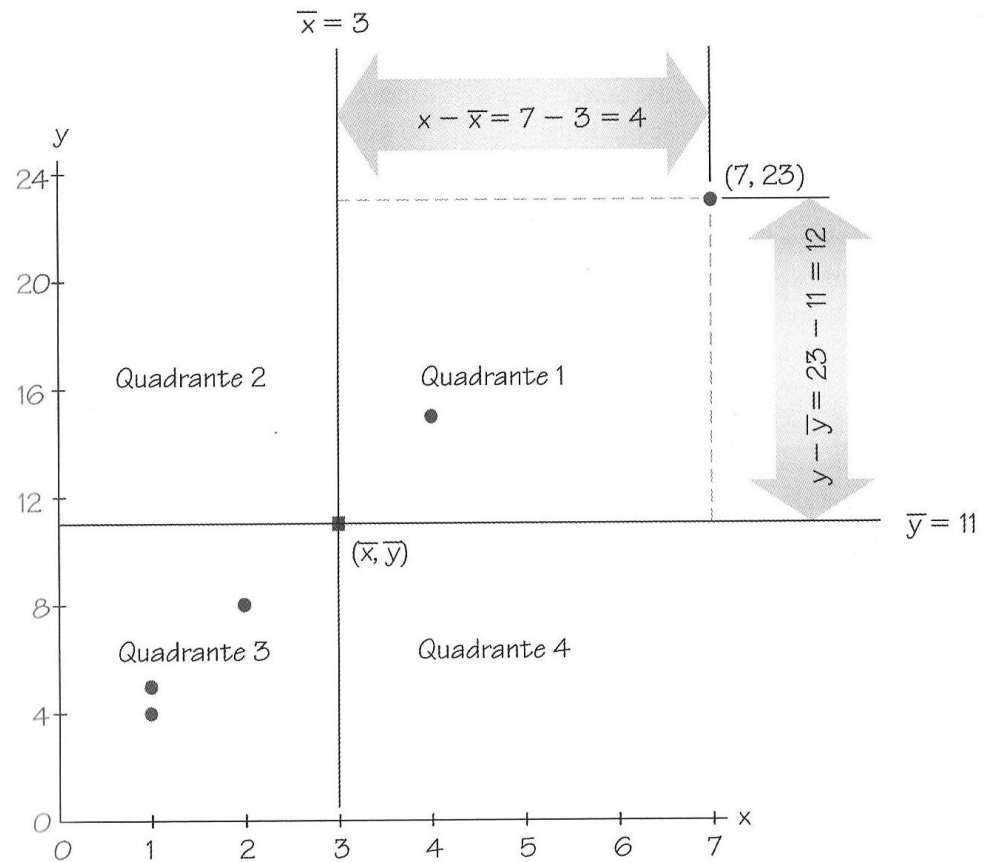 x̅ = 3
x − x̅ = 7 − 3 = 4
y
24
(7, 23)
20
y − y̅ = 23 − 11 = 12
Quadrante 2
Quadrante 1
16
12
y̅ = 11
(x̅, y̅)
8
Quadrante 3
Quadrante 4
4
0
x
0 1 2 3 4 5 6 7